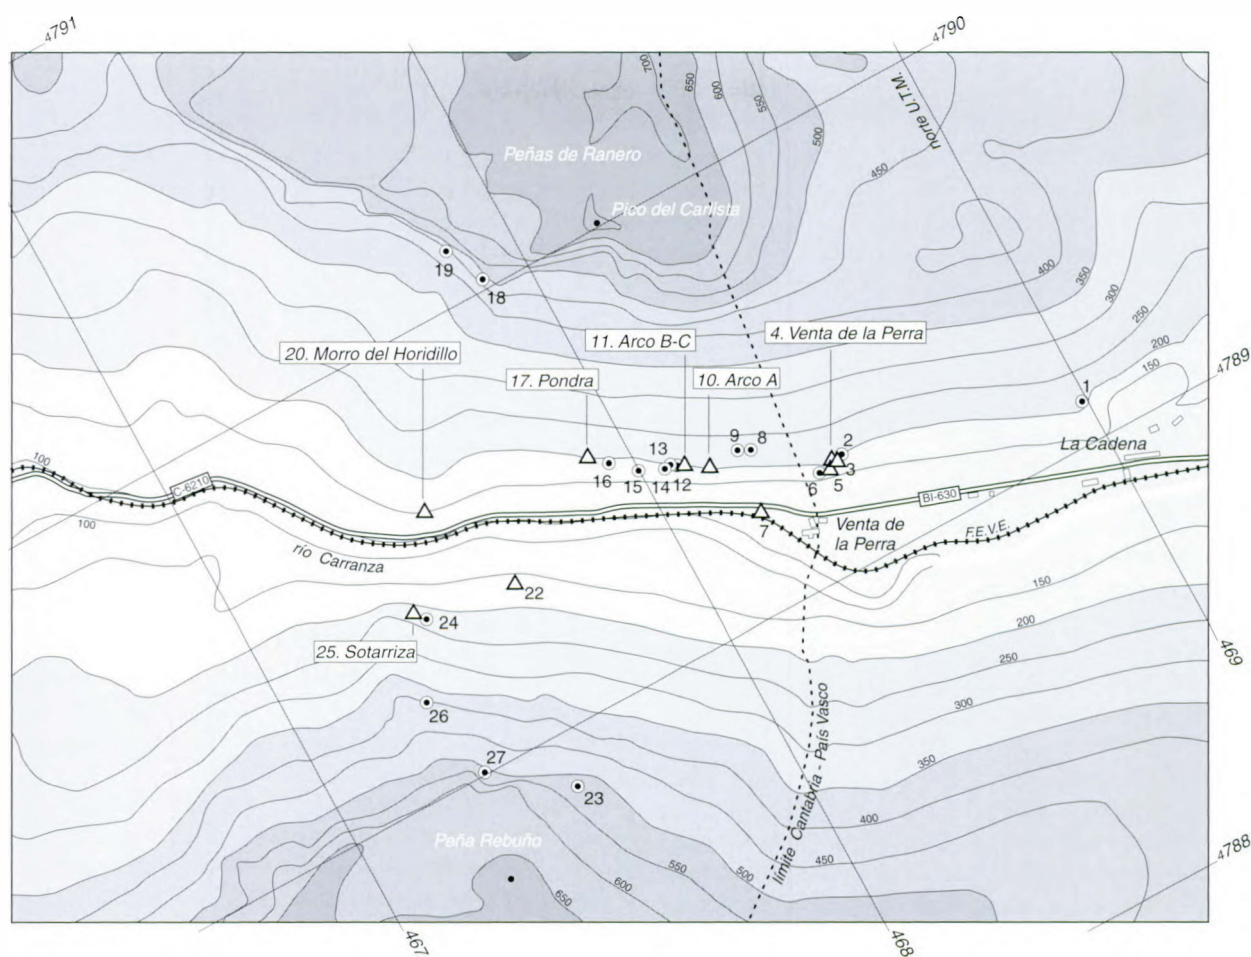 4791
4790
norte U.T.M.
700
650
600
550
500
450
Peñas de Ranero
Pico del Carlista
19
18
400
350
300
250
200
150
4789
11. Arco B-C
4. Venta de la Perra
20. Morro del Horidillo
17. Pondra
10. Arco A
1
La Cadena
13
9
8
2
16
15
14
12
6
5
3
100
C-6210
BI-630
7
Venta de
la Perra
F.E.V.E.
100
río Carranza
22
150
24
200
25. Sotarriza
250
469
26
300
27
350
23
límite Cantabria - País Vasco
400
Peña Rebuño
450
500
550
600
650
4788
467
468